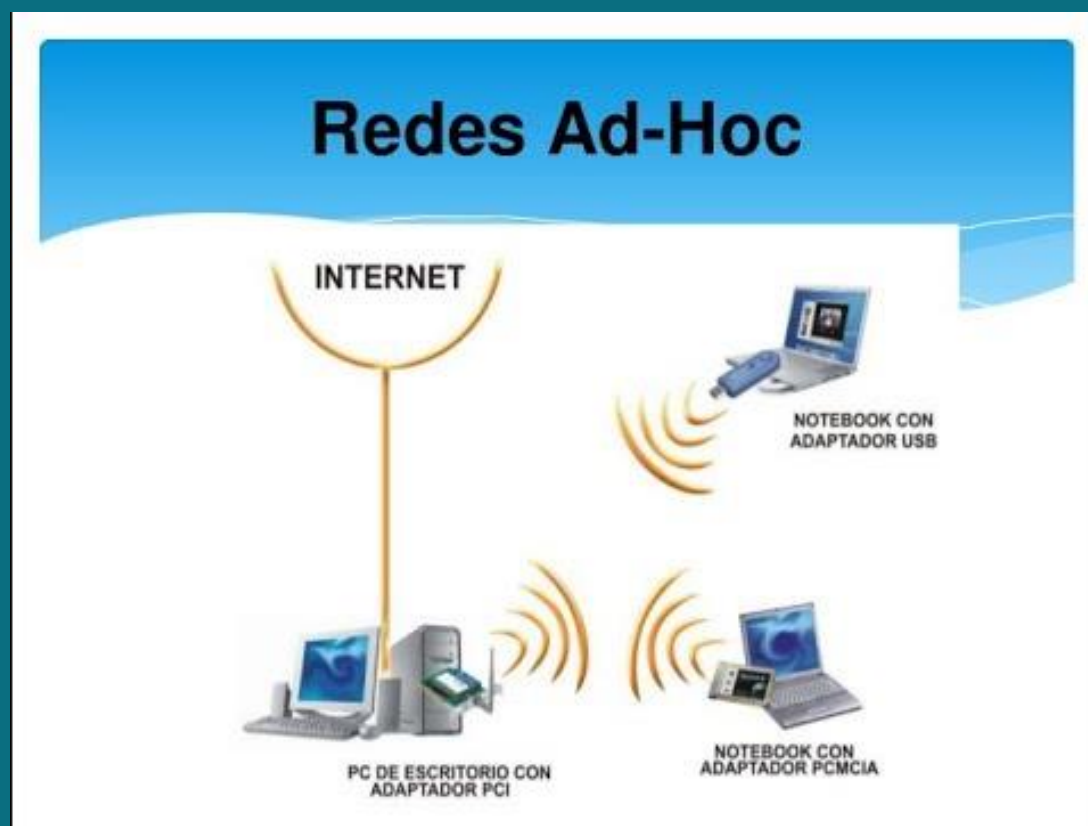 Redes Ad-Hoc
INTERNET
NOTEBOOK CON
ADAPTADOR USB
PC DE ESCRITORIO CON
ADAPTADOR PCI
NOTEBOOK CON
ADAPTADOR PCMCIA